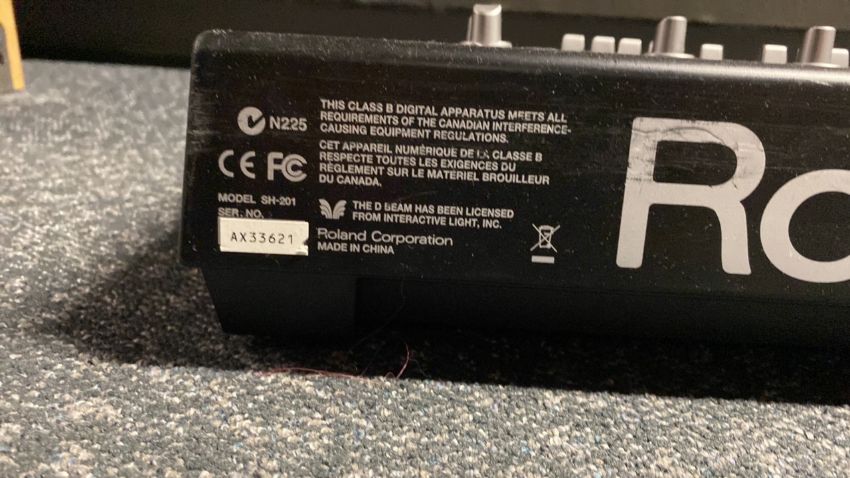 N225
THIS CLASS B DIGITAL APPARATUS MEETS ALL
REQUIREMENTS OF THE CANADIAN INTERFERENCE-
CAUSING EQUIPMENT REGULATIONS.
CET APPAREIL NUMÉRIQUE DE LA CLASSE B
RESPECTE TOUTES LES EXIGENCES DU
RÈGLEMENT SUR LE MATERIEL BROUILLEUR
DU CANADA.
CE FC
MODEL SH-201
SER. NO.
AX33621
THE D BEAM HAS BEEN LICENSED
FROM INTERACTIVE LIGHT, INC.
Roland Corporation
MADE IN CHINA
Ro